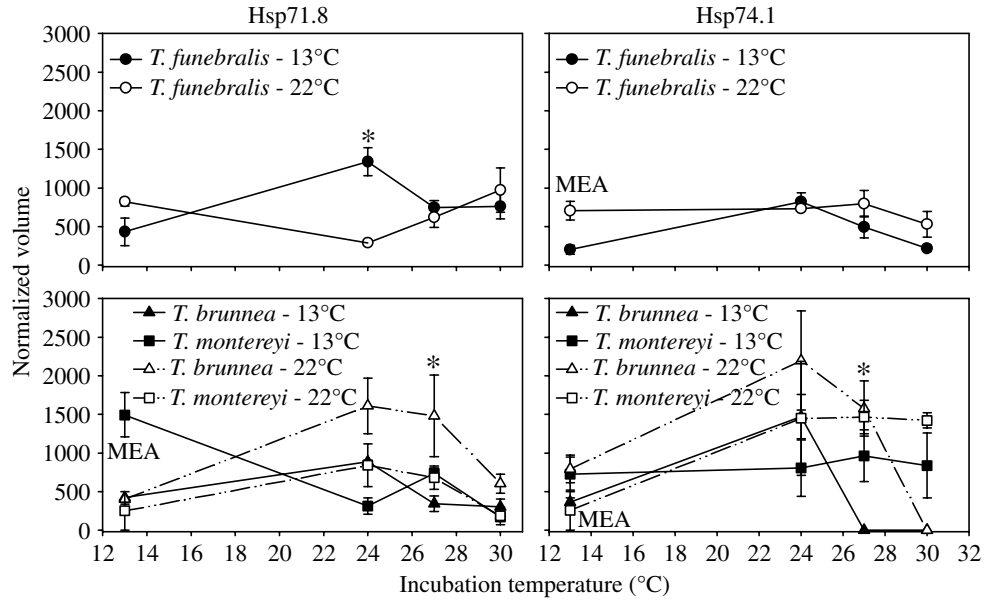 Hsp71.8
Hsp74.1
3000
2500
2000
1500
1000
500
0
T. funebralis - 13°C
T. funebralis - 22°C
*
T. funebralis - 13°C
T. funebralis - 22°C
MEA
Normalized volume
3000
2500
2000
1500
1000
500
0
T. brunnea - 13°C
T. montereyi - 13°C
T. brunnea - 22°C
T. montereyi - 22°C
*
MEA
T. brunnea - 13°C
T. montereyi - 13°C
T. brunnea - 22°C
T. montereyi - 22°C
*
MEA
12 14 16 18 20 22 24 26 28 30
12 14 16 18 20 22 24 26 28 30 32
Incubation temperature (°C)